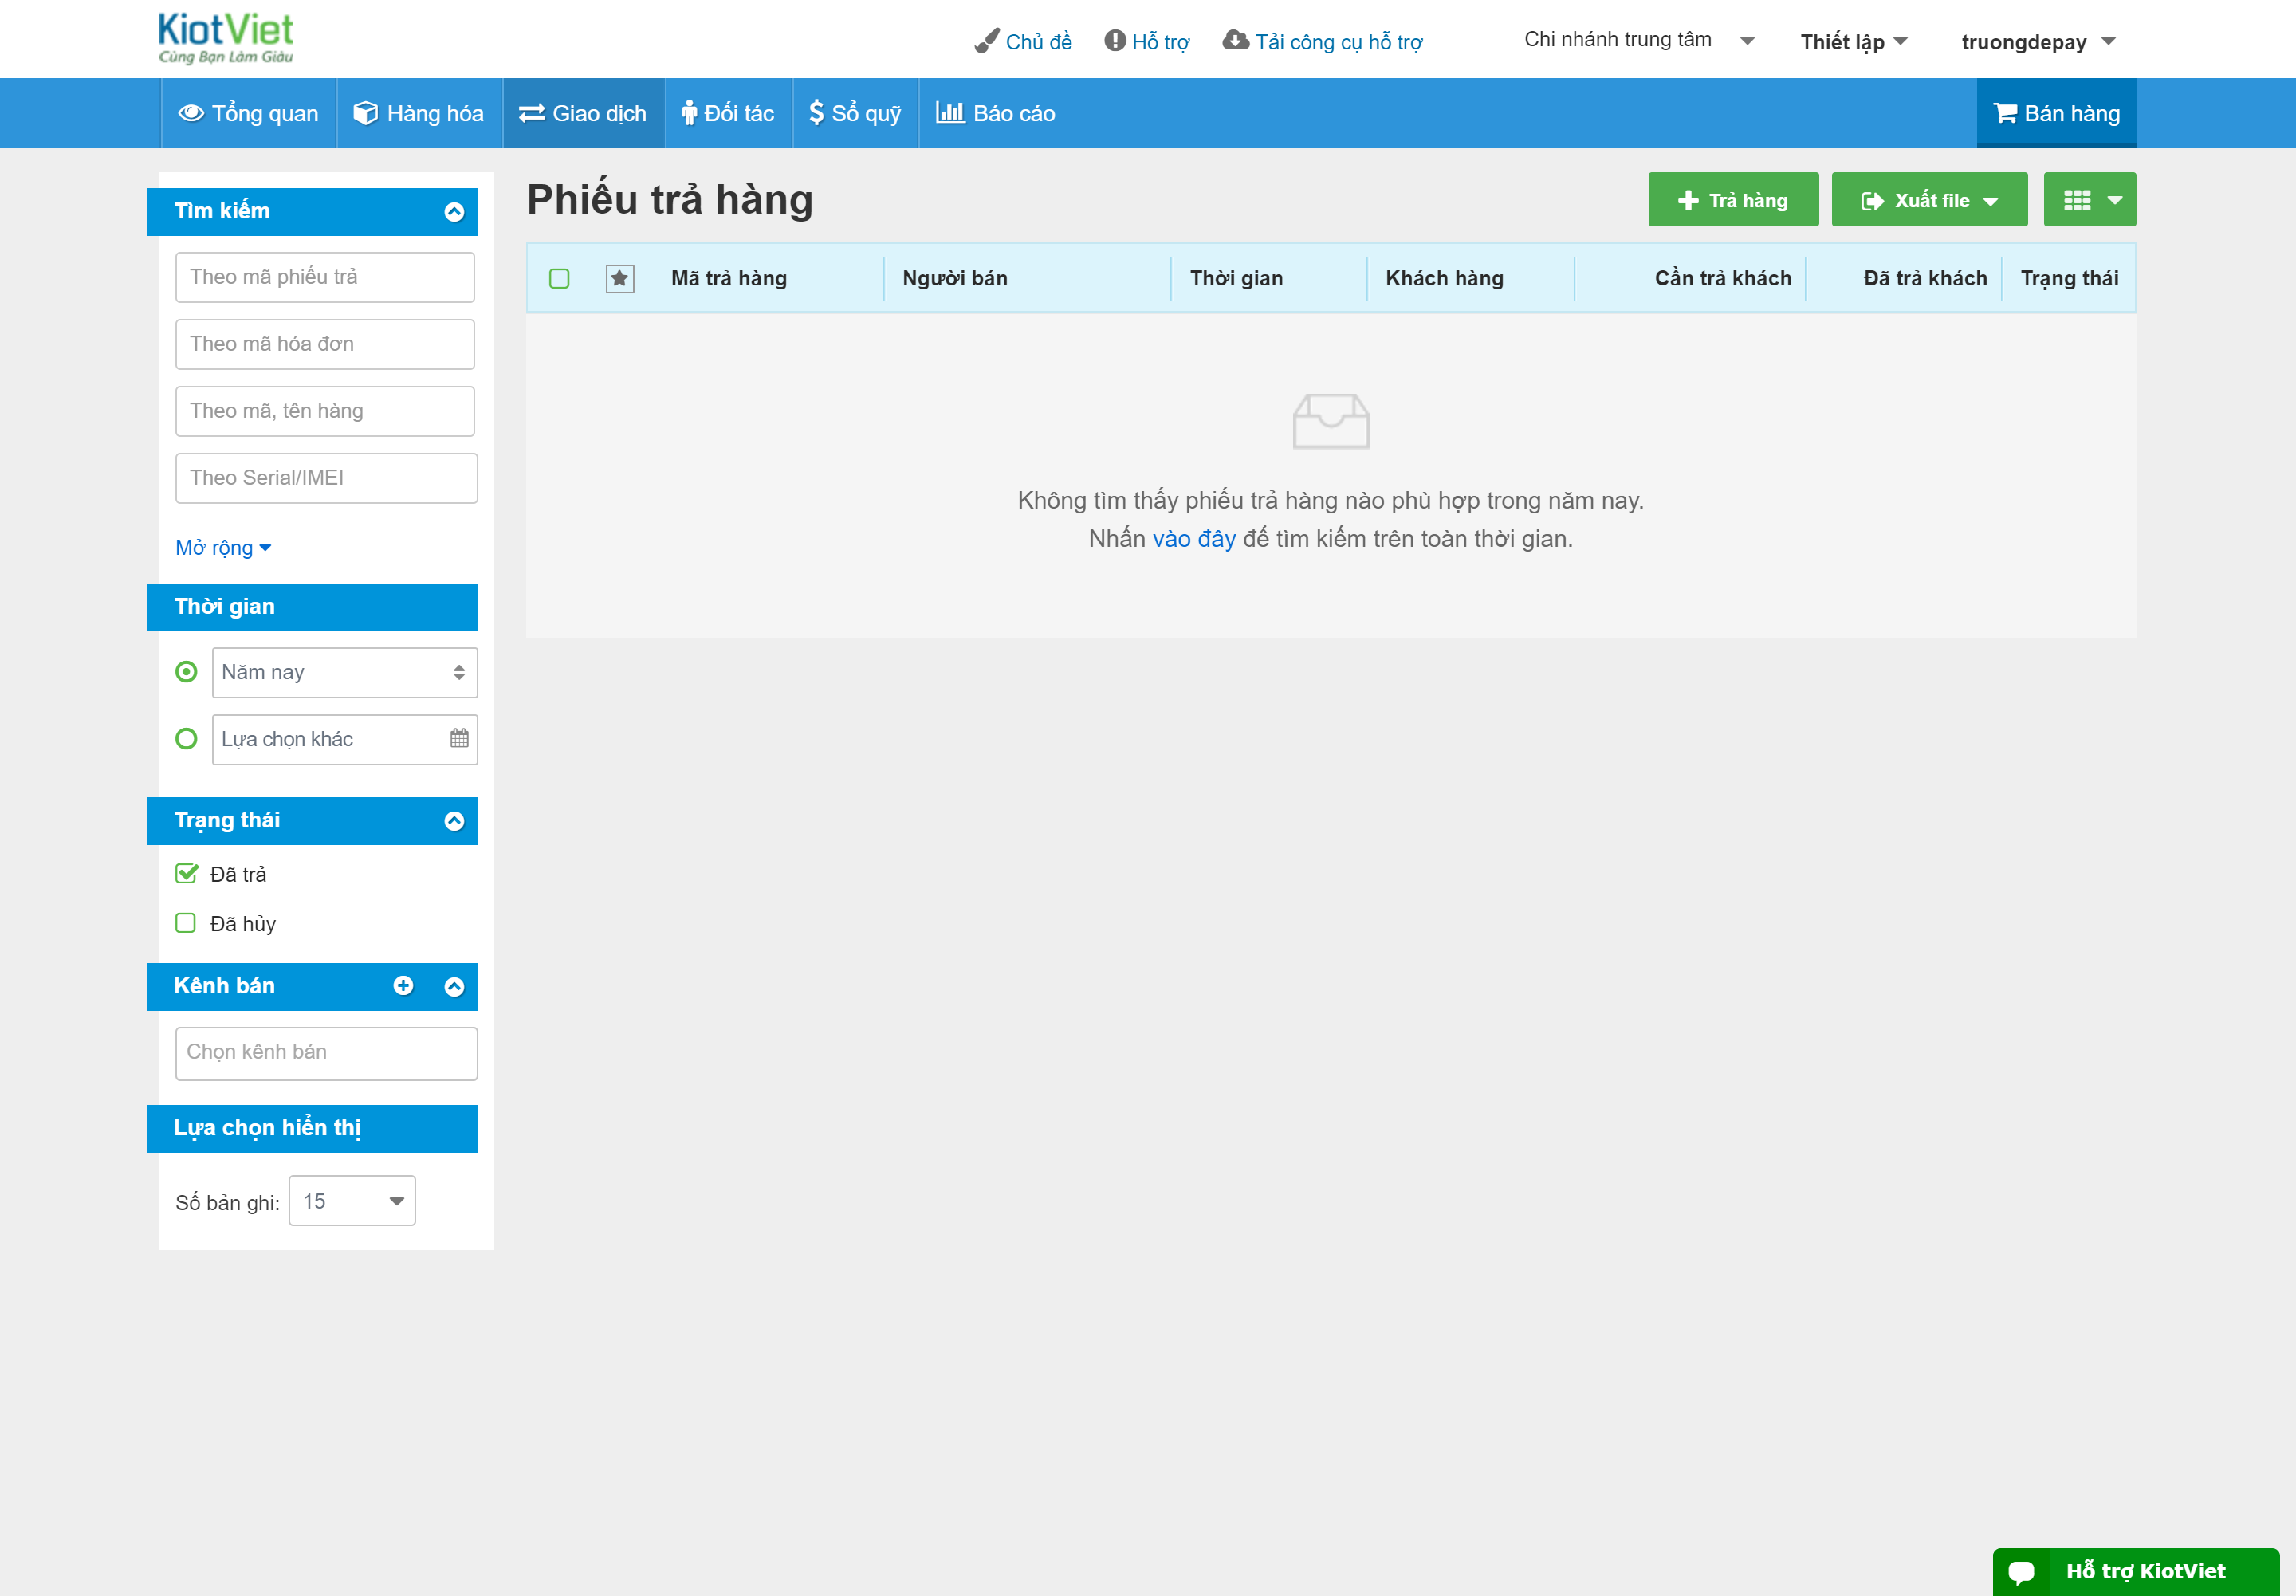 KiotViet
Cùng Bạn Làm Giàu
Chủ đề Hỗ trợ Tải công cụ hỗ trợ Chi nhánh trung tâm Thiết lập truongdepay
Tổng quan Hàng hóa Giao dịch Đối tác Sổ quỹ Báo cáo Bán hàng
Tìm kiếm
Theo mã phiếu trả
Theo mã hóa đơn
Theo mã, tên hàng
Theo Serial/IMEI
Mở rộng
Thời gian
Năm nay
Lựa chọn khác
Trạng thái
Đã trả
Đã hủy
Kênh bán
Chọn kênh bán
Lựa chọn hiển thị
Số bản ghi: 15
Phiếu trả hàng
Trả hàng Xuất file
Mã trả hàng Người bán Thời gian Khách hàng Cần trả khách Đã trả khách Trạng thái
Không tìm thấy phiếu trả hàng nào phù hợp trong năm nay.
Nhấn vào đây để tìm kiếm trên toàn thời gian.
Hỗ trợ KiotViet